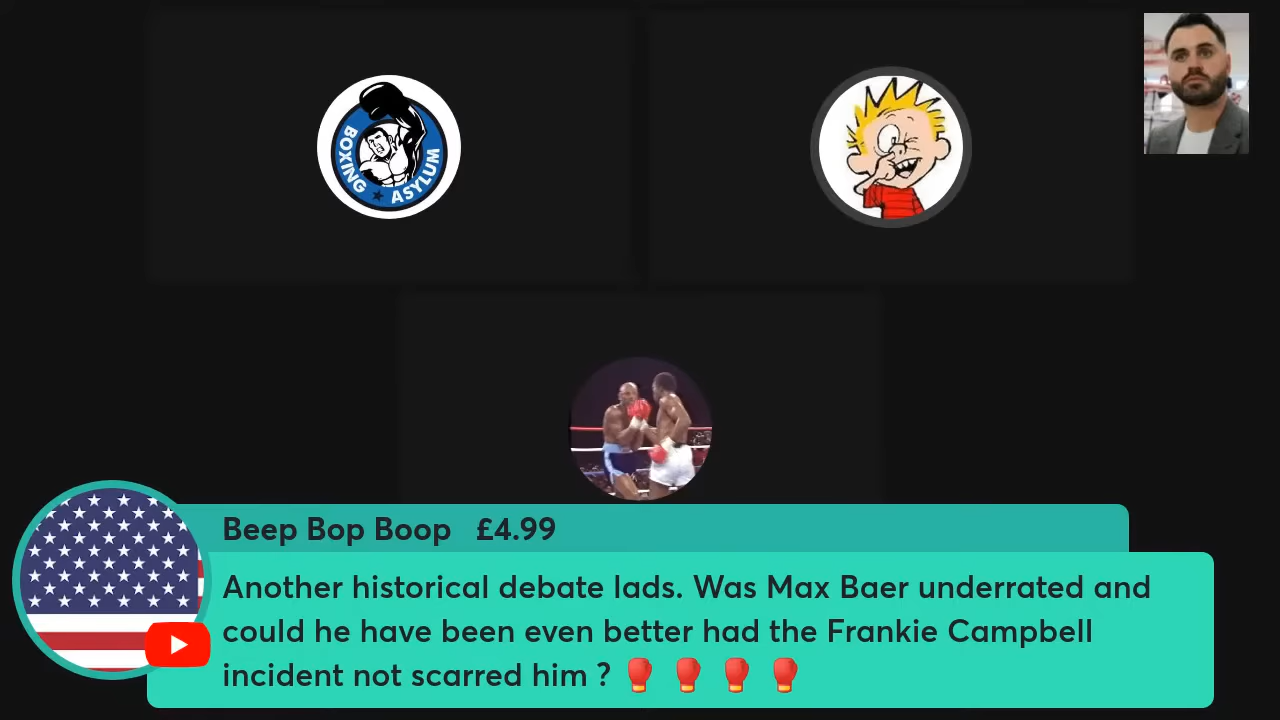 BOXING ASYLUM
Beep Bop Boop £4.99
Another historical debate lads. Was Max Baer underrated and
could he have been even better had the Frankie Campbell
incident not scarred him ? 🥊 🥊 🥊 🥊